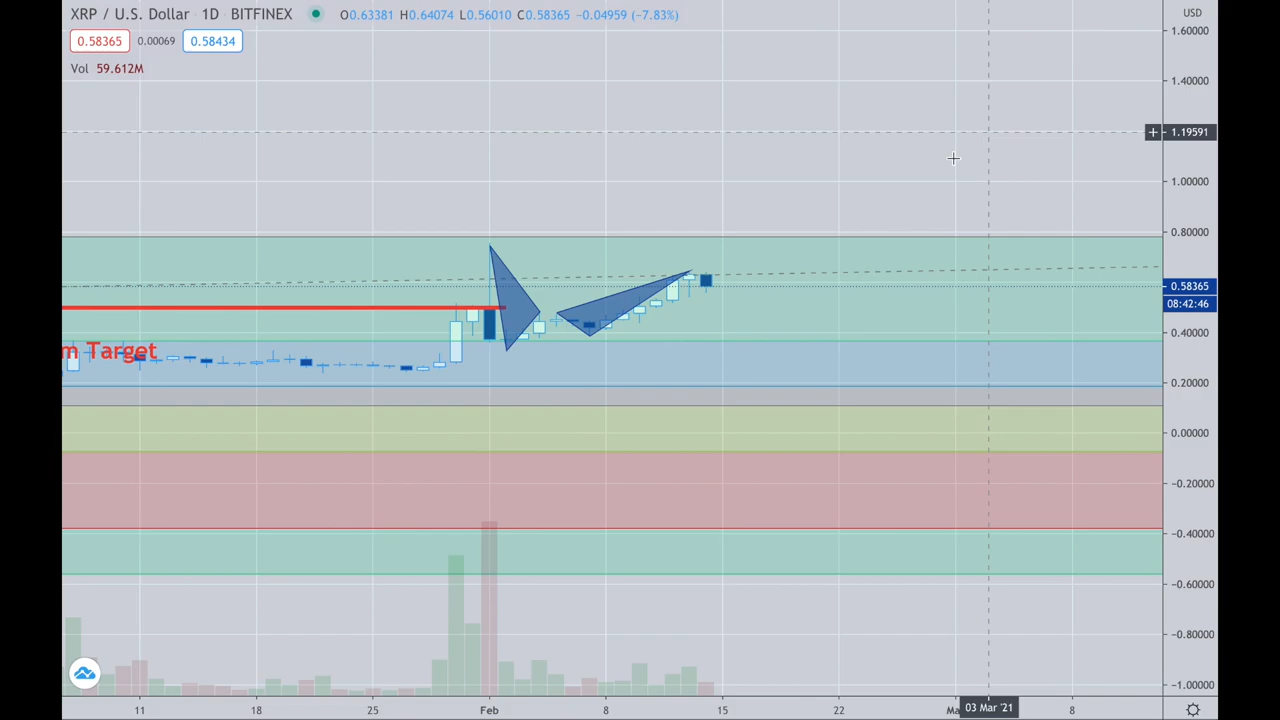 XRP / U.S. Dollar 1D BITFINEX O0.63381 H0.64074 L0.56010 C0.58365 −0.04959 (−7.83%)
USD
0.58365 0.00069 0.58434
Vol 59.612M
1.60000
1.40000
+ 1.19591
1.00000
0.80000
0.58365
08:42:46
0.40000
m Target
0.20000
0.00000
−0.20000
−0.40000
−0.60000
−0.80000
−1.00000
11 18 25 Feb 8 15 22 Ma 03 Mar '21 8